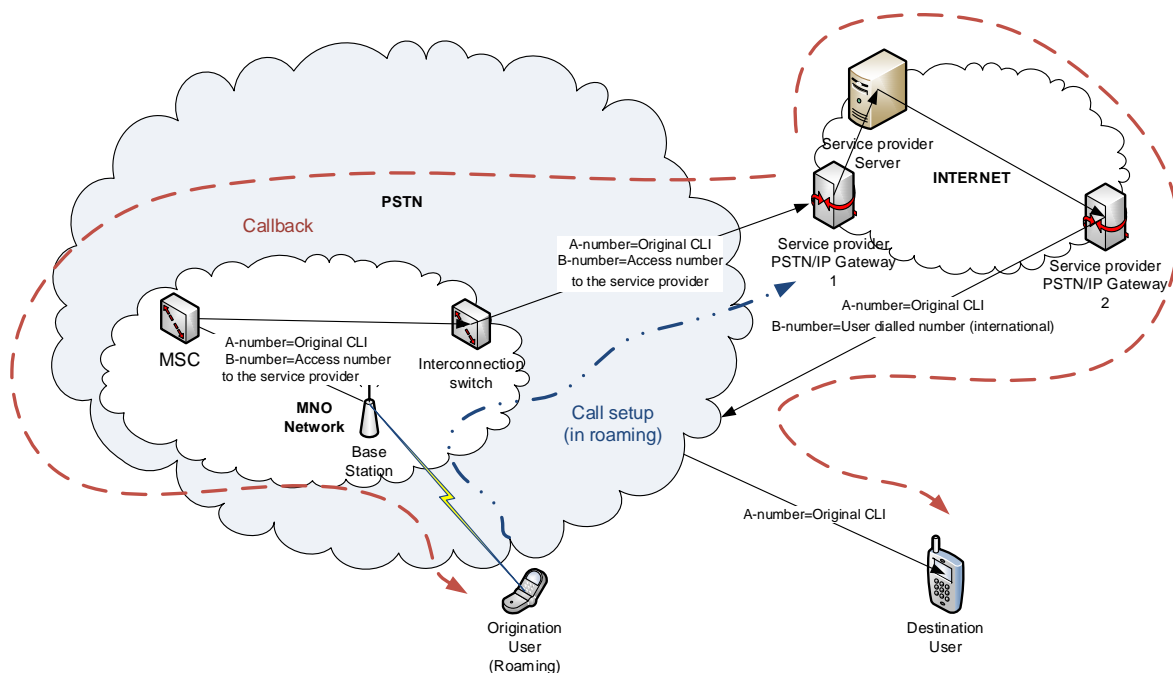 Service provider
Server
INTERNET
PSTN
Callback
A-number=Original CLI
B-number=Access number
to the service provider
Service provider
PSTN/IP Gateway
1
Service provider
PSTN/IP Gateway
2
A-number=Original CLI
B-number=User dialled number (international)
MSC
A-number=Original CLI
B-number=Access number
to the service provider
Interconnection
switch
MNO
Network
Base
Station
Call setup
(in roaming)
A-number=Original CLI
Origination
User
(Roaming)
Destination
User